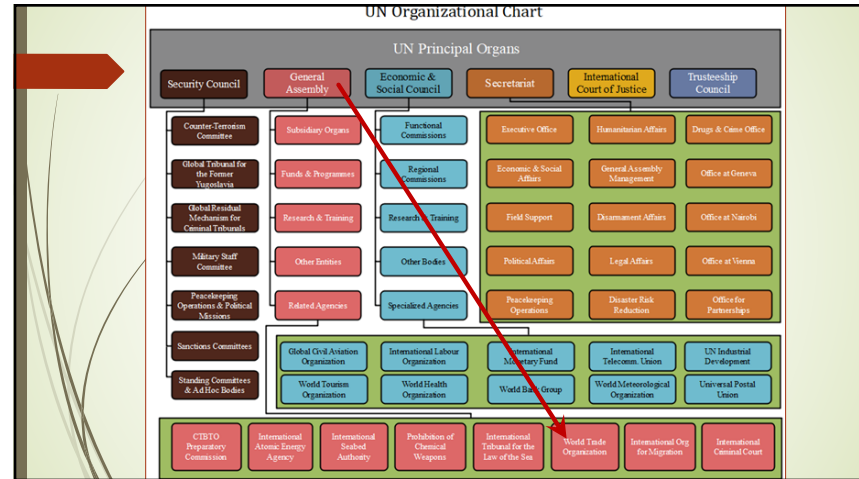 UN Organizational Chart
UN Principal Organs
Security Council
General
Assembly
Economic &
Social Council
Secretariat
International
Court of Justice
Trusteeship
Council
Counter-Terrorism
Committee
Global Tribunal for
the Former
Yugoslavia
Global Residual
Mechanism for
Criminal Tribunals
Military Staff
Committee
Peacekeeping
Operations & Political
Missions
Sanctions Committees
Standing Committees
& Ad Hoc Bodies
Subsidiary Organs
Funds & Programmes
Research & Training
Other Entities
Related Agencies
Functional
Commissions
Regional
Commissions
Research & Training
Other Bodies
Specialized Agencies
Executive Office
Humanitarian Affairs
Drugs & Crime Office
Economic & Social
Affairs
General Assembly
Management
Office at Geneva
Field Support
Disarmament Affairs
Office at Nairobi
Political Affairs
Legal Affairs
Office at Vienna
Peacekeeping
Operations
Disaster Risk
Reduction
Office for
Partnerships
Global Civil Aviation
Organization
International Labour
Organization
International
Monetary Fund
International
Telecomm. Union
UN Industrial
Development
World Tourism
Organization
World Health
Organization
World Bank Group
World Meteorological
Organization
Universal Postal
Union
CTBTO
Preparatory
Commission
International
Atomic Energy
Agency
International
Seabed
Authority
Prohibition of
Chemical
Weapons
International
Tribunal for the
Law of the Sea
World Trade
Organization
International Org
for Migration
International
Criminal Court